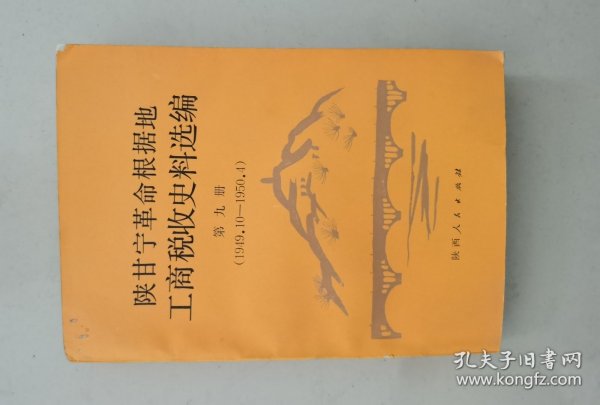 陕甘宁革命根据地
工商税收史料选编
第九册
(1949.10—1950.4)
陕西人民出版社
孔夫子旧书网
www.kongfz.com